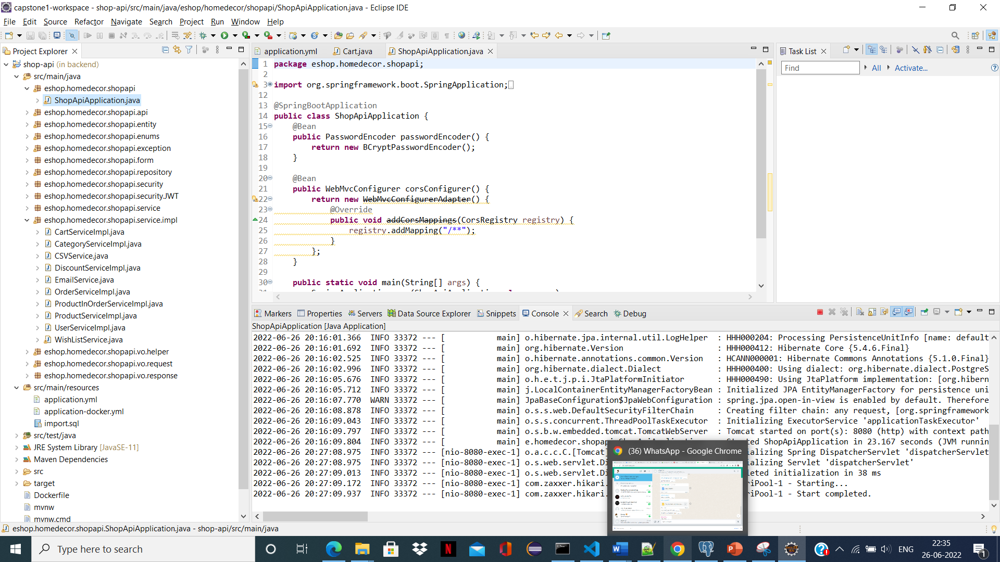 capstone1-workspace - shop-api/src/main/java/eshop/homedecor/shopapi/ShopApiApplication.java - Eclipse IDE
File Edit Source Refactor Navigate Search Project Run Window Help
Project Explorer
shop-api (in backend)
src/main/java
eshop.homedecor.shopapi
ShopApiApplication.java
eshop.homedecor.shopapi.api
eshop.homedecor.shopapi.entity
eshop.homedecor.shopapi.enums
eshop.homedecor.shopapi.exception
eshop.homedecor.shopapi.form
eshop.homedecor.shopapi.repository
eshop.homedecor.shopapi.security
eshop.homedecor.shopapi.security.JWT
eshop.homedecor.shopapi.service
eshop.homedecor.shopapi.service.impl
CartServiceImpl.java
CategoryServiceImpl.java
CSVService.java
DiscountServiceImpl.java
EmailService.java
OrderServiceImpl.java
ProductInOrderServiceImpl.java
ProductServiceImpl.java
UserServiceImpl.java
WishListService.java
eshop.homedecor.shopapi.vo.helper
eshop.homedecor.shopapi.vo.request
eshop.homedecor.shopapi.vo.response
src/main/resources
application.yml
application-docker.yml
import.sql
src/test/java
JRE System Library [JavaSE-11]
Maven Dependencies
src
target
Dockerfile
mvnw
mvnw.cmd
application.yml Cart.java ShopApiApplication.java
1 package eshop.homedecor.shopapi;
2
3 import org.springframework.boot.SpringApplication;
12
13 @SpringBootApplication
14 public class ShopApiApplication {
15 @Bean
16 public PasswordEncoder passwordEncoder() {
17 return new BCryptPasswordEncoder();
18 }
19
20 @Bean
21 public WebMvcConfigurer corsConfigurer() {
22 return new WebMvcConfigurerAdapter() {
23 @Override
24 public void addCorsMappings(CorsRegistry registry) {
25 registry.addMapping("/**");
26 }
27 };
28 }
29
30 public static void main(String[] args) {
Task List
Find All Activate...
Markers Properties Servers Data Source Explorer Snippets Console Search Debug
ShopApiApplication [Java Application]
2022-06-26 20:16:01.366 INFO 33372 --- [ main] o.hibernate.jpa.internal.util.LogHelper : HHH000204: Processing PersistenceUnitInfo [name: default
2022-06-26 20:16:01.692 INFO 33372 --- [ main] org.hibernate.Version : HHH000412: Hibernate Core {5.4.6.Final}
2022-06-26 20:16:02.525 INFO 33372 --- [ main] o.hibernate.annotations.common.Version : HCANN000001: Hibernate Commons Annotations {5.1.0.Final}
2022-06-26 20:16:02.996 INFO 33372 --- [ main] org.hibernate.dialect.Dialect : HHH000400: Using dialect: org.hibernate.dialect.PostgreS
2022-06-26 20:16:05.676 INFO 33372 --- [ main] o.h.e.t.j.p.i.JtaPlatformInitiator : HHH000490: Using JtaPlatform implementation: [org.hibern
2022-06-26 20:16:05.712 INFO 33372 --- [ main] j.LocalContainerEntityManagerFactoryBean : Initialized JPA EntityManagerFactory for persistence uni
2022-06-26 20:16:07.770 WARN 33372 --- [ main] JpaBaseConfiguration$JpaWebConfiguration : spring.jpa.open-in-view is enabled by default. Therefore
2022-06-26 20:16:08.878 INFO 33372 --- [ main] o.s.s.web.DefaultSecurityFilterChain : Creating filter chain: any request, [org.springframework
2022-06-26 20:16:09.043 INFO 33372 --- [ main] o.s.s.concurrent.ThreadPoolTaskExecutor : Initializing ExecutorService 'applicationTaskExecutor'
2022-06-26 20:16:09.797 INFO 33372 --- [ main] o.s.b.w.embedded.tomcat.TomcatWebServer : Tomcat started on port(s): 8080 (http) with context path
2022-06-26 20:16:09.804 INFO 33372 --- [ main] e.homedecor.shop ShopApiApplication in 23.167 seconds (JVM runnin
2022-06-26 20:27:08.975 INFO 33372 --- [nio-8080-exec-1] o.a.c.c.C.[Tomcat] ializing Spring DispatcherServlet 'dispatcherServlet
2022-06-26 20:27:08.975 INFO 33372 --- [nio-8080-exec-1] o.s.web.servlet.Di ializing Servlet 'dispatcherServlet'
2022-06-26 20:27:09.013 INFO 33372 --- [nio-8080-exec-1] o.s.web.servlet.Di leted initialization in 38 ms
2022-06-26 20:27:09.172 INFO 33372 --- [nio-8080-exec-1] com.zaxxer.hikari. riPool-1 - Starting...
2022-06-26 20:27:09.937 INFO 33372 --- [nio-8080-exec-1] com.zaxxer.hikari. riPool-1 - Start completed.
(36) WhatsApp - Google Chrome
eshop.homedecor.shopapi.ShopApiApplication.java - shop-api/src/main/java
Type here to search
ENG
22:35
26-06-2022
1